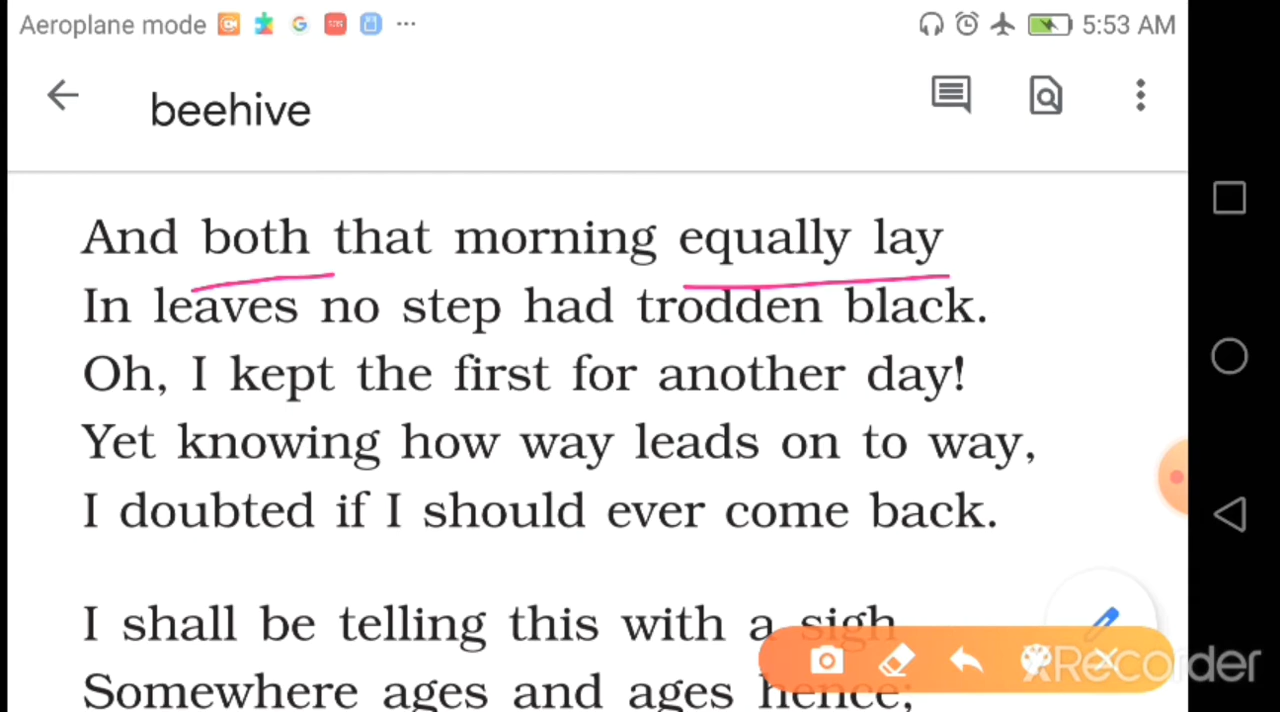 Aeroplane mode
5:53 AM
beehive
And both that morning equally lay
In leaves no step had trodden black.
Oh, I kept the first for another day!
Yet knowing how way leads on to way,
I doubted if I should ever come back.
I shall be telling this with a sigh
Somewhere ages and ages hence;
XRecorder